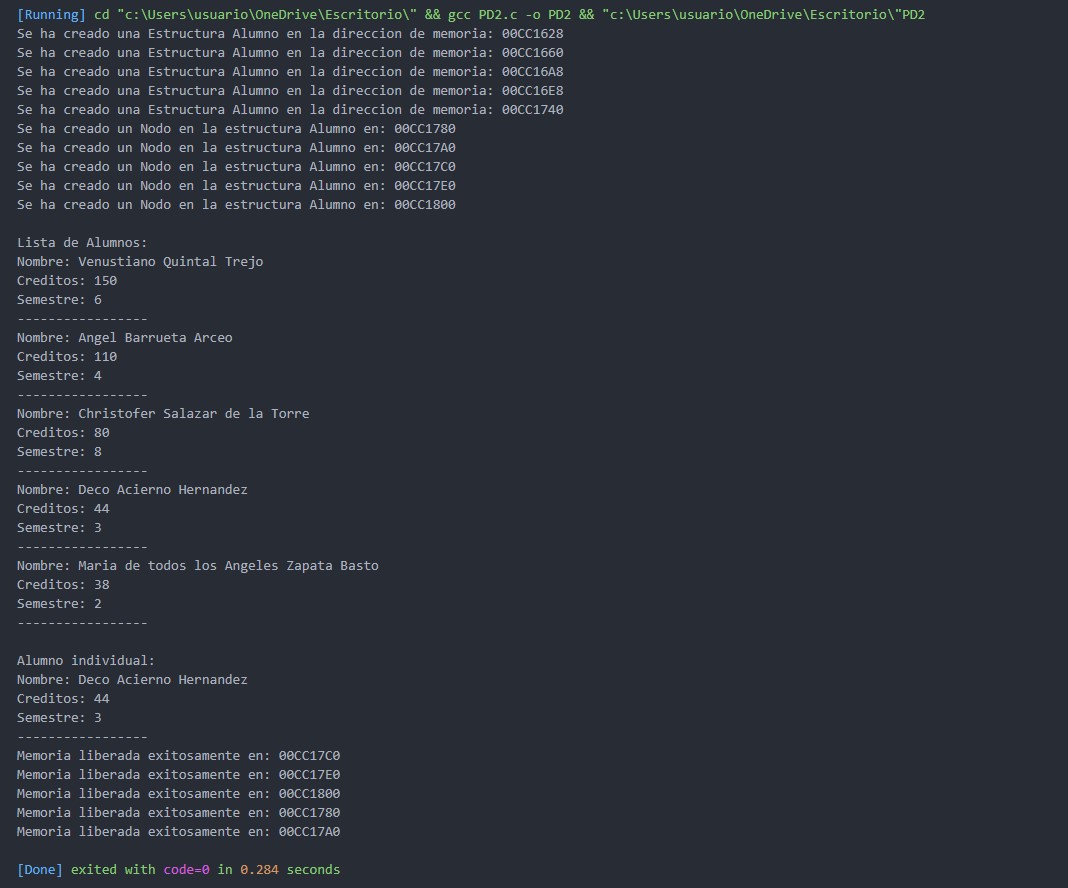 [Running] cd "c:\Users\usuario\OneDrive\Escritorio\" && gcc PD2.c -o PD2 && "c:\Users\usuario\OneDrive\Escritorio\"PD2
Se ha creado una Estructura Alumno en la direccion de memoria: 00CC1628
Se ha creado una Estructura Alumno en la direccion de memoria: 00CC1660
Se ha creado una Estructura Alumno en la direccion de memoria: 00CC16A8
Se ha creado una Estructura Alumno en la direccion de memoria: 00CC16E8
Se ha creado una Estructura Alumno en la direccion de memoria: 00CC1740
Se ha creado un Nodo en la estructura Alumno en: 00CC1780
Se ha creado un Nodo en la estructura Alumno en: 00CC17A0
Se ha creado un Nodo en la estructura Alumno en: 00CC17C0
Se ha creado un Nodo en la estructura Alumno en: 00CC17E0
Se ha creado un Nodo en la estructura Alumno en: 00CC1800
Lista de Alumnos:
Nombre: Venustiano Quintal Trejo
Creditos: 150
Semestre: 6
-----------------
Nombre: Angel Barrueta Arceo
Creditos: 110
Semestre: 4
-----------------
Nombre: Christofer Salazar de la Torre
Creditos: 80
Semestre: 8
-----------------
Nombre: Deco Acierno Hernandez
Creditos: 44
Semestre: 3
-----------------
Nombre: Maria de todos los Angeles Zapata Basto
Creditos: 38
Semestre: 2
-----------------
Alumno individual:
Nombre: Deco Acierno Hernandez
Creditos: 44
Semestre: 3
-----------------
Memoria liberada exitosamente en: 00CC17C0
Memoria liberada exitosamente en: 00CC17E0
Memoria liberada exitosamente en: 00CC1800
Memoria liberada exitosamente en: 00CC1780
Memoria liberada exitosamente en: 00CC17A0
[Done] exited with code=0 in 0.284 seconds